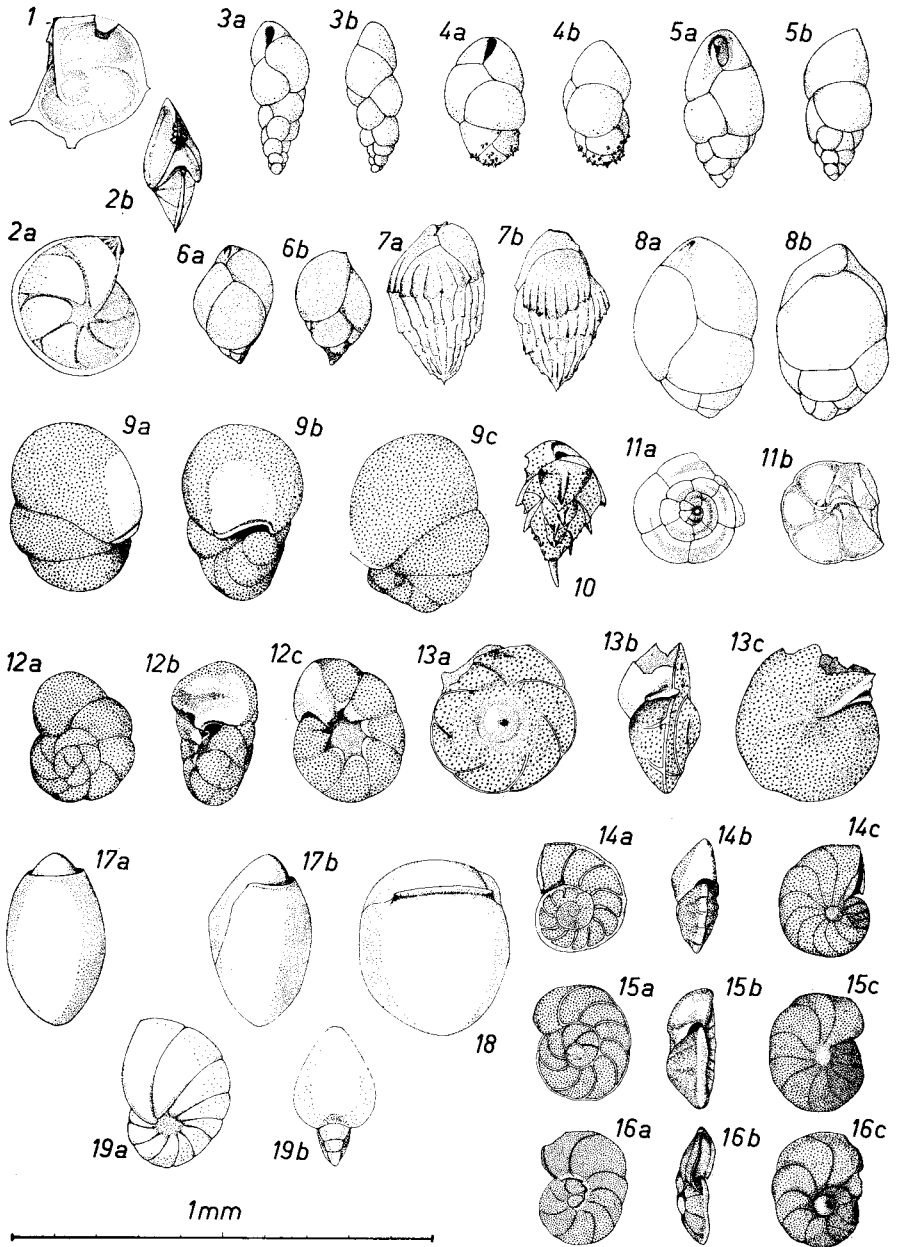 1
3a 3b 4a 4b 5a 5b
2b
2a 6a 6b 7a 7b 8a 8b
9a 9b 9c 10 11a 11b
12a 12b 12c 13a 13b 13c
17a 17b 18 14a 14b 14c
15a 15b 15c
19a 19b 16a 16b 16c
1mm